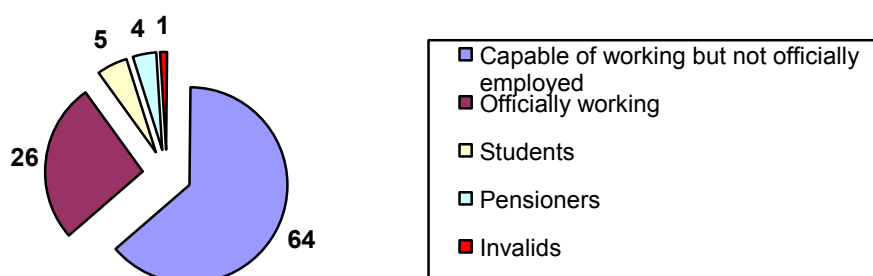 5
4
1
26
64
Capable of working but not officially
employed
Officially working
Students
Pensioners
Invalids